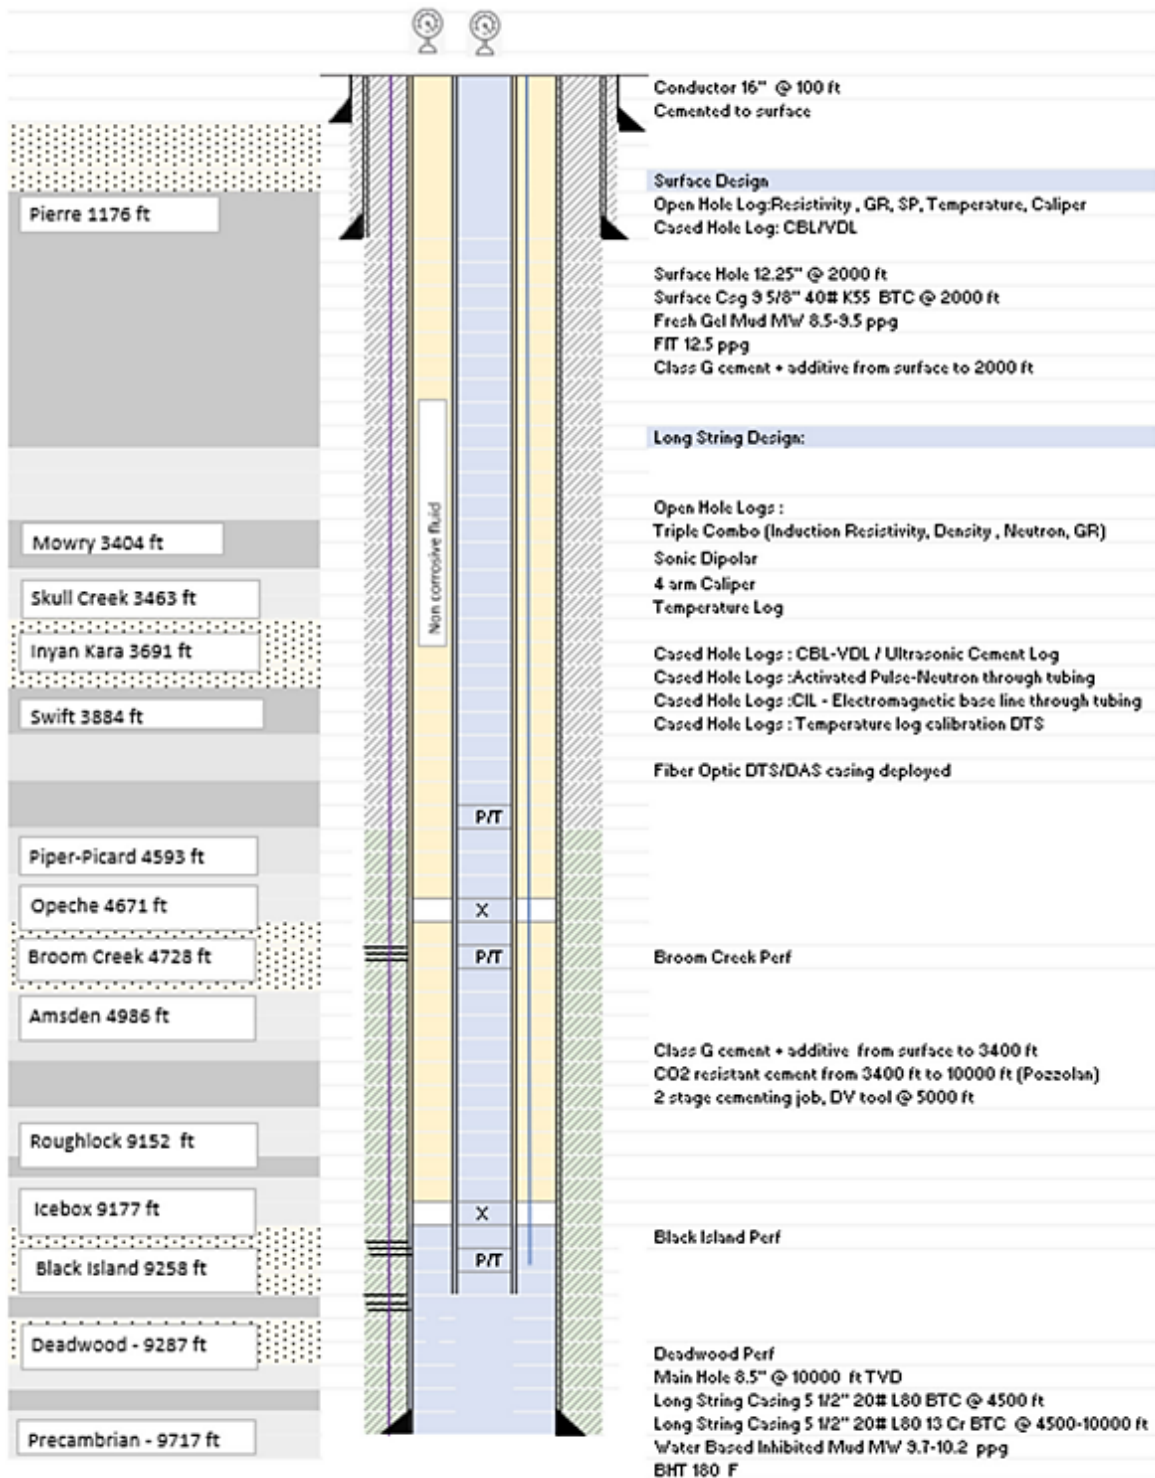 Conductor 16" @ 100 ft
Cemented to surface
Surface Design
Pierre 1176 ft
Open Hole Log:Resistivity , GR, SP, Temperature, Caliper
Cased Hole Log: CBL/VDL
Surface Hole 12.25" @ 2000 ft
Surface Csg 9 5/8" 40# K55 BTC @ 2000 ft
Fresh Gel Mud MW 8.5-9.5 ppg
FIT 12.5 ppg
Class G cement + additive from surface to 2000 ft
Long String Design:
Non corrosive fluid
Open Hole Logs :
Mowry 3404 ft
Triple Combo (Induction Resistivity, Density , Neutron, GR)
Sonic Dipolar
4 arm Caliper
Skull Creek 3463 ft
Temperature Log
Inyan Kara 3691 ft
Cased Hole Logs : CBL-VDL / Ultrasonic Cement Log
Cased Hole Logs :Activated Pulse-Neutron through tubing
Cased Hole Logs :CIL - Electromagnetic base line through tubing
Swift 3884 ft
Cased Hole Logs : Temperature log calibration DTS
Fiber Optic DTS/DAS casing deployed
P/T
Piper-Picard 4593 ft
Opeche 4671 ft
X
Broom Creek 4728 ft
P/T
Broom Creek Perf
Amsden 4986 ft
Class G cement + additive from surface to 3400 ft
CO2 resistant cement from 3400 ft to 10000 ft (Pozzolan)
2 stage cementing job, DV tool @ 5000 ft
Roughlock 9152 ft
Icebox 9177 ft
X
Black Island Perf
Black Island 9258 ft
P/T
Deadwood - 9287 ft
Deadwood Perf
Main Hole 8.5" @ 10000 ft TVD
Long String Casing 5 1/2" 20# L80 BTC @ 4500 ft
Long String Casing 5 1/2" 20# L80 13 Cr BTC @ 4500-10000 ft
Precambrian - 9717 ft
Water Based Inhibited Mud MW 9.7-10.2 ppg
BHT 180 F